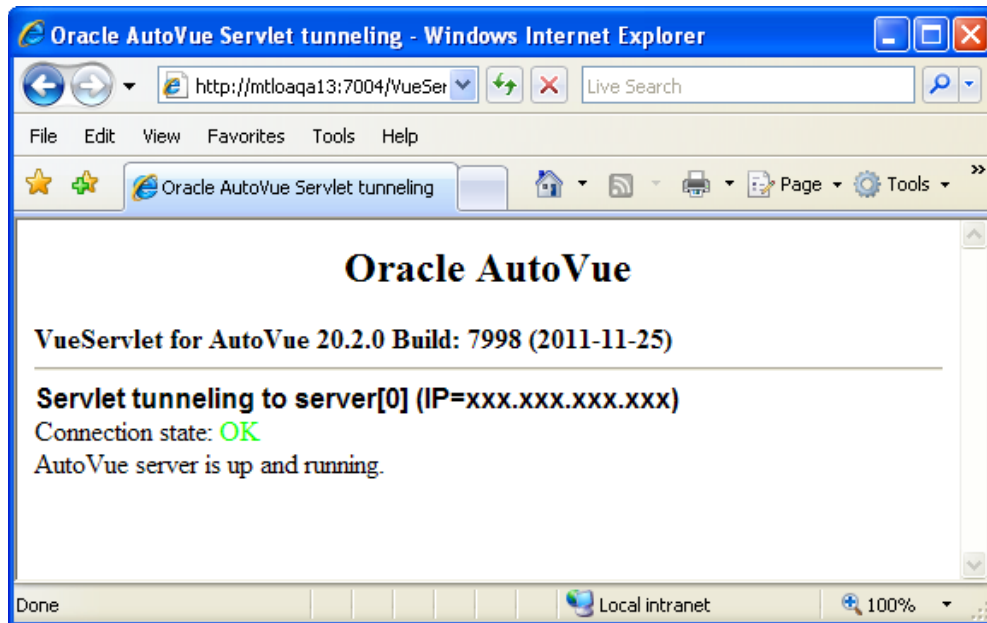 Oracle AutoVue Servlet tunneling - Windows Internet Explorer
http://mtloaqa13:7004/VueSer
Live Search
File Edit View Favorites Tools Help
Oracle AutoVue Servlet tunneling
Page
Tools
»
Oracle AutoVue
VueServlet for AutoVue 20.2.0 Build: 7998 (2011-11-25)
Servlet tunneling to server[0] (IP=xxx.xxx.xxx.xxx)
Connection state: OK
AutoVue server is up and running.
Done
Local intranet
100%